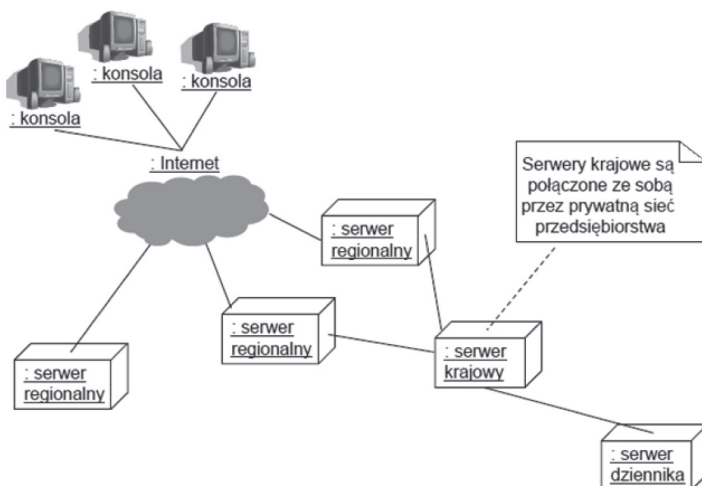 : konsola
: konsola
: konsola
: Internet
Serwery krajowe są
połączone ze sobą
przez prywatną sieć
przedsiębiorstwa
: serwer
regionalny
: serwer
regionalny
: serwer
krajowy
: serwer
regionalny
: serwer
dziennika